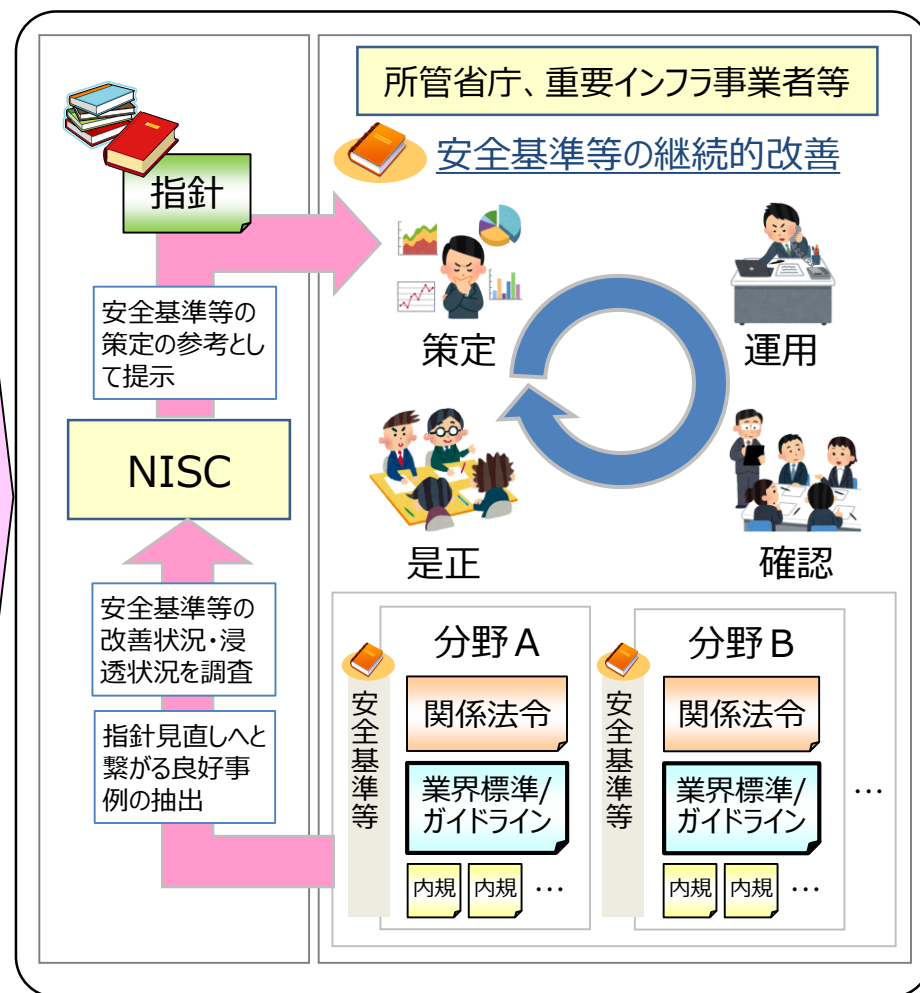 指針
安全基準等の
策定の参考とし
て提示
NISC
安全基準等の
改善状況・浸
透状況を調査
指針見直しへと
繋がる良好事
例の抽出
所管省庁、重要インフラ事業者等
安全基準等の継続的改善
策定
運用
是正
確認
安全基準等
分野A
関係法令
業界標準/
ガイドライン
内規 内規 …
安全基準等
分野B
関係法令
業界標準/
ガイドライン
内規 内規 …
…